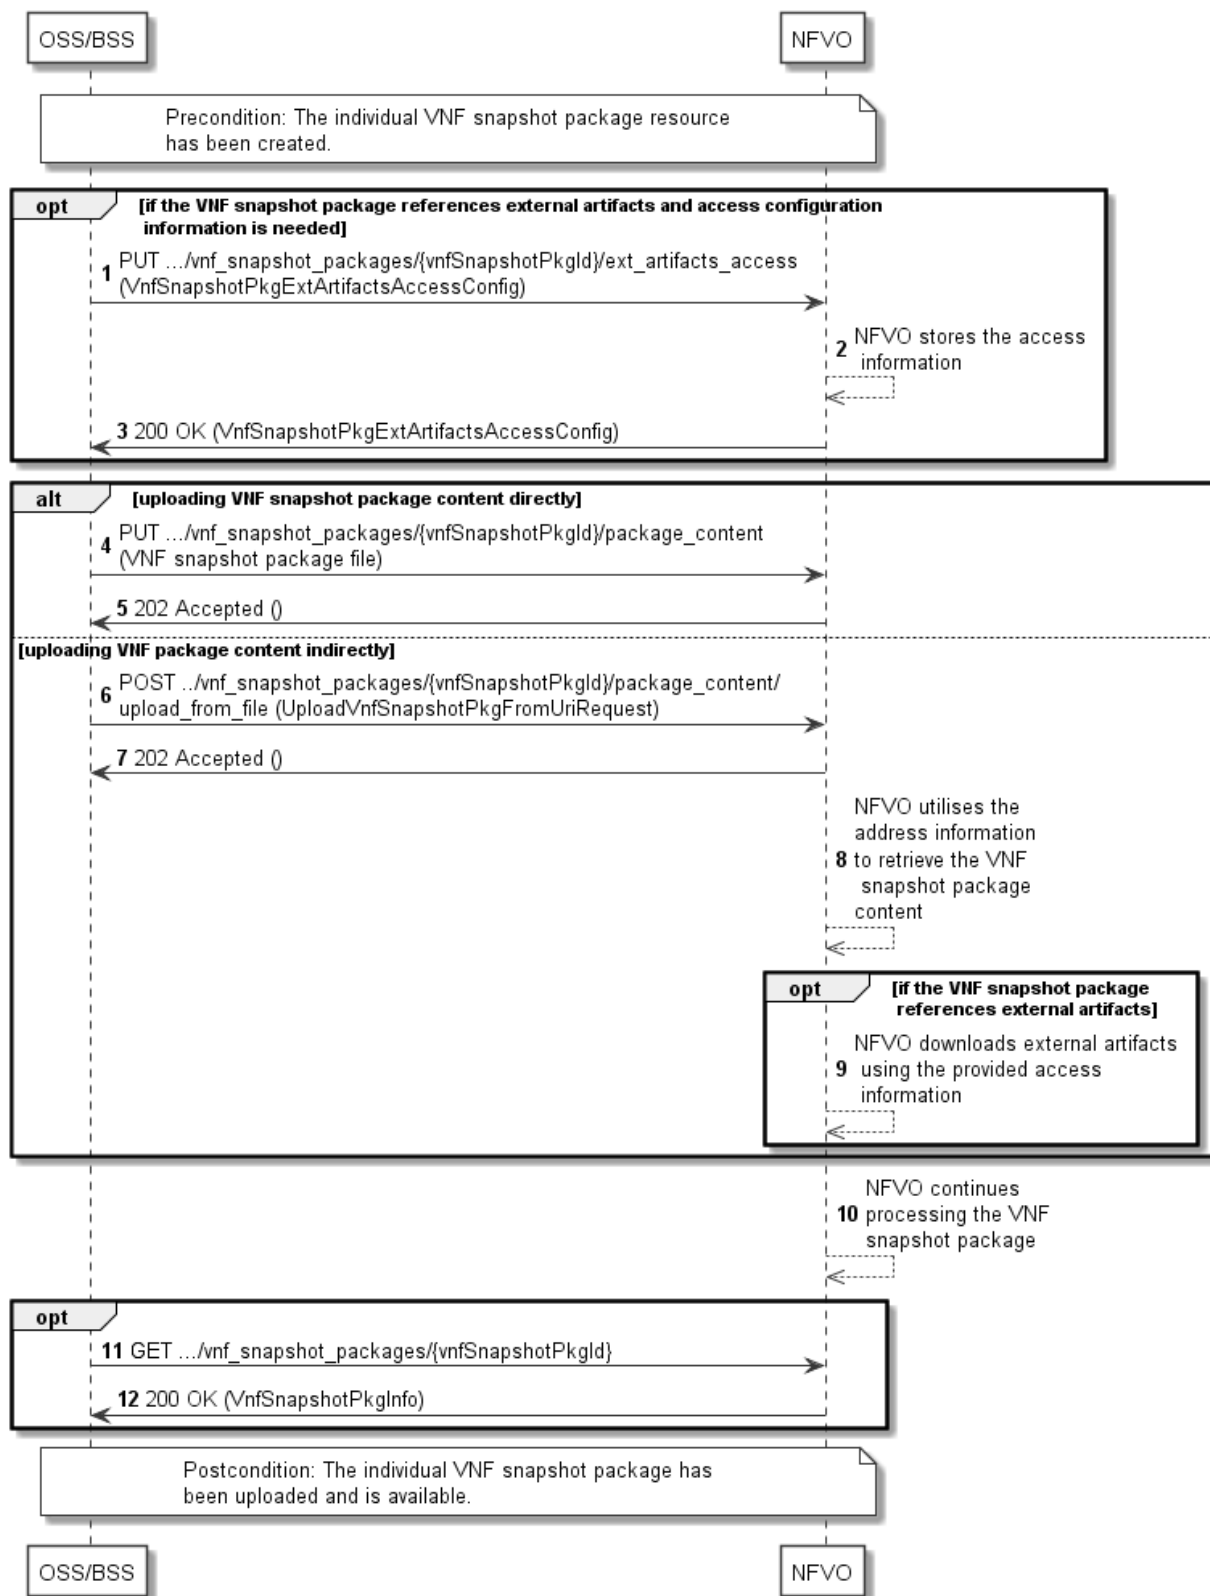 OSS/BSS
NFVO
Precondition: The individual VNF snapshot package resource
has been created.
opt
[if the VNF snapshot package references external artifacts and access configuration
information is needed]
1 PUT .../vnf_snapshot_packages/{vnfSnapshotPkgId}/ext_artifacts_access
(VnfSnapshotPkgExtArtifactsAccessConfig)
2 NFVO stores the access
information
3 200 OK (VnfSnapshotPkgExtArtifactsAccessConfig)
alt
[uploading VNF snapshot package content directly]
4 PUT .../vnf_snapshot_packages/{vnfSnapshotPkgId}/package_content
(VNF snapshot package file)
5 202 Accepted ()
[uploading VNF package content indirectly]
6 POST ../vnf_snapshot_packages/{vnfSnapshotPkgId}/package_content/
upload_from_file (UploadVnfSnapshotPkgFromUriRequest)
7 202 Accepted ()
NFVO utilises the
address information
8 to retrieve the VNF
snapshot package
content
opt
[if the VNF snapshot package
references external artifacts]
NFVO downloads external artifacts
9 using the provided access
information
NFVO continues
10 processing the VNF
snapshot package
opt
11 GET .../vnf_snapshot_packages/{vnfSnapshotPkgId}
12 200 OK (VnfSnapshotPkgInfo)
Postcondition: The individual VNF snapshot package has
been uploaded and is available.
OSS/BSS
NFVO